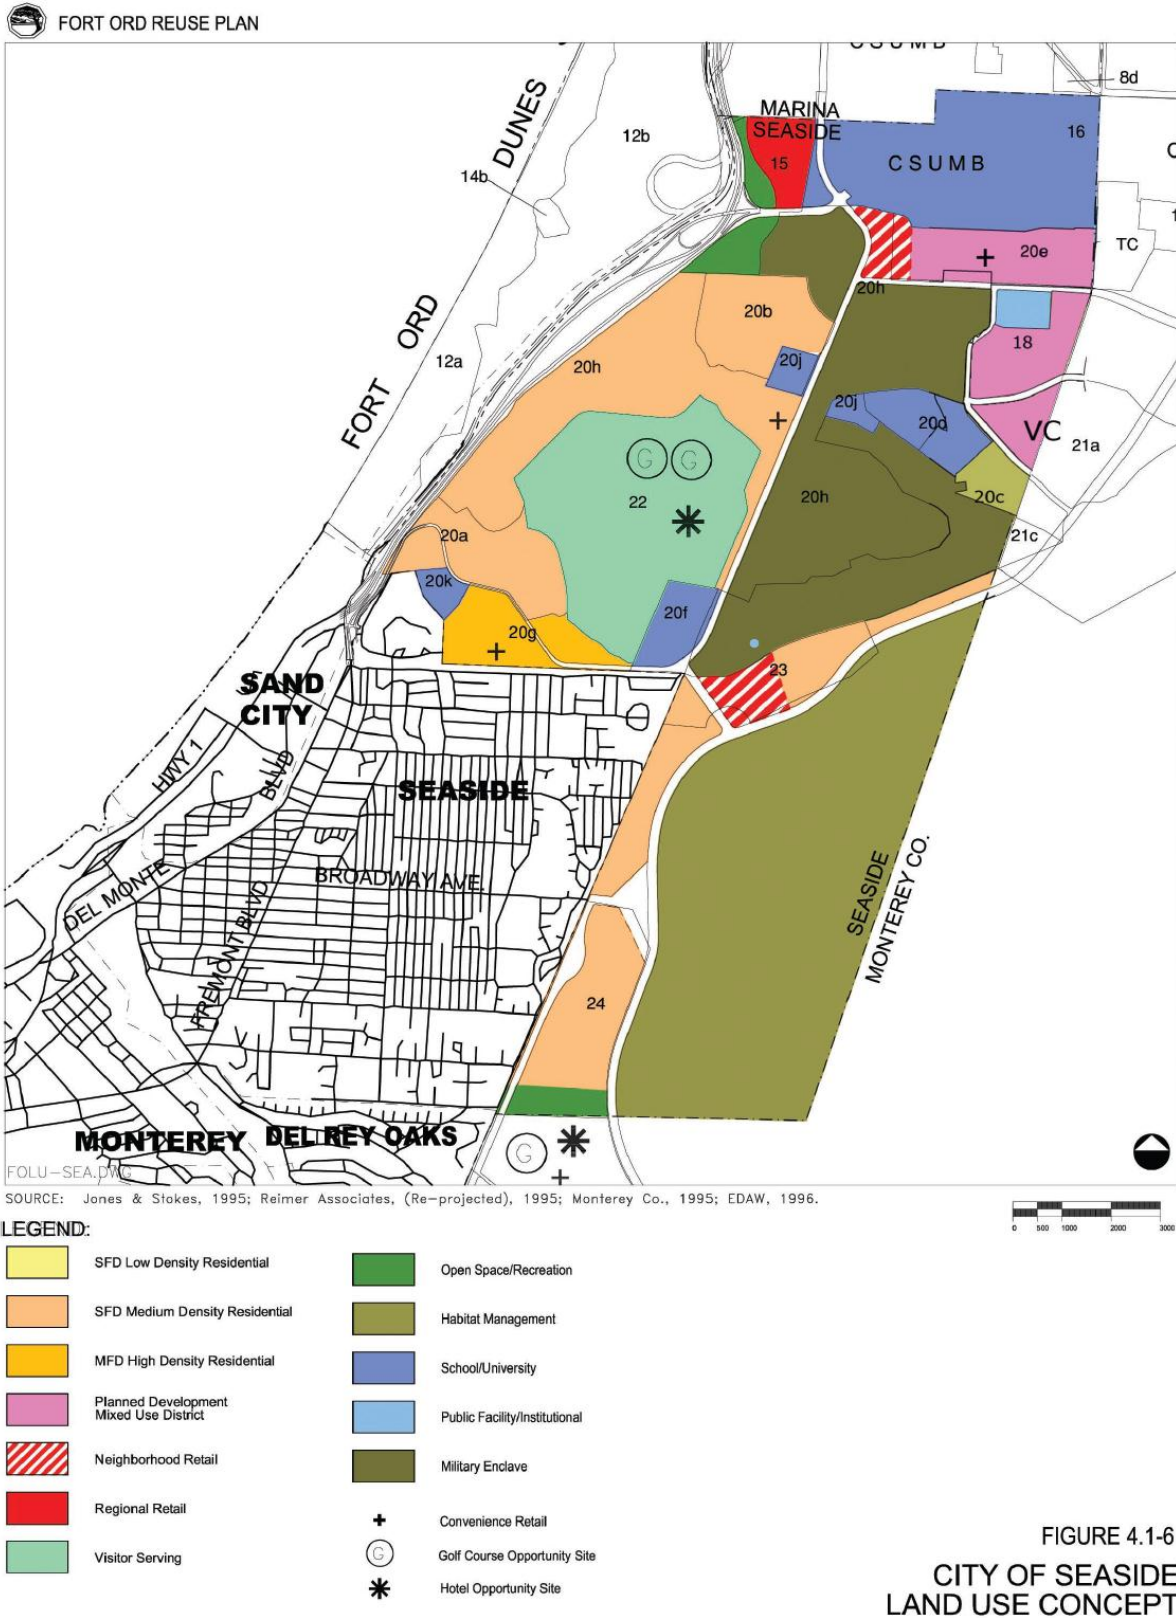 FORT ORD REUSE PLAN
CSUMB
8d
MARINA
SEASIDE
12b
16
15
CSUMB
DUNES
14b
20e
TC
20h
20b
ORD
18
20h
20j
12a
FORT
20j
20d
VC
21a
22
G G
20h
20c
20a
21c
20k
20f
20g
23
SAND
CITY
HWY 1
BLVD
SEASIDE
BROADWAY AVE.
DEL MONTE
FREMONT BLVD
SEASIDE
MONTEREY CO.
24
MONTEREY
DEL REY OAKS
G
FOLU-SEA.DWG
SOURCE: Jones & Stokes, 1995; Reimer Associates, (Re-projected), 1995; Monterey Co., 1995; EDAW, 1996.
0 500 1000 2000 3000
LEGEND:
SFD Low Density Residential
SFD Medium Density Residential
MFD High Density Residential
Planned Development
Mixed Use District
Neighborhood Retail
Regional Retail
Visitor Serving
Open Space/Recreation
Habitat Management
School/University
Public Facility/Institutional
Military Enclave
Convenience Retail
G
Golf Course Opportunity Site
Hotel Opportunity Site
FIGURE 4.1-6
CITY OF SEASIDE
LAND USE CONCEPT